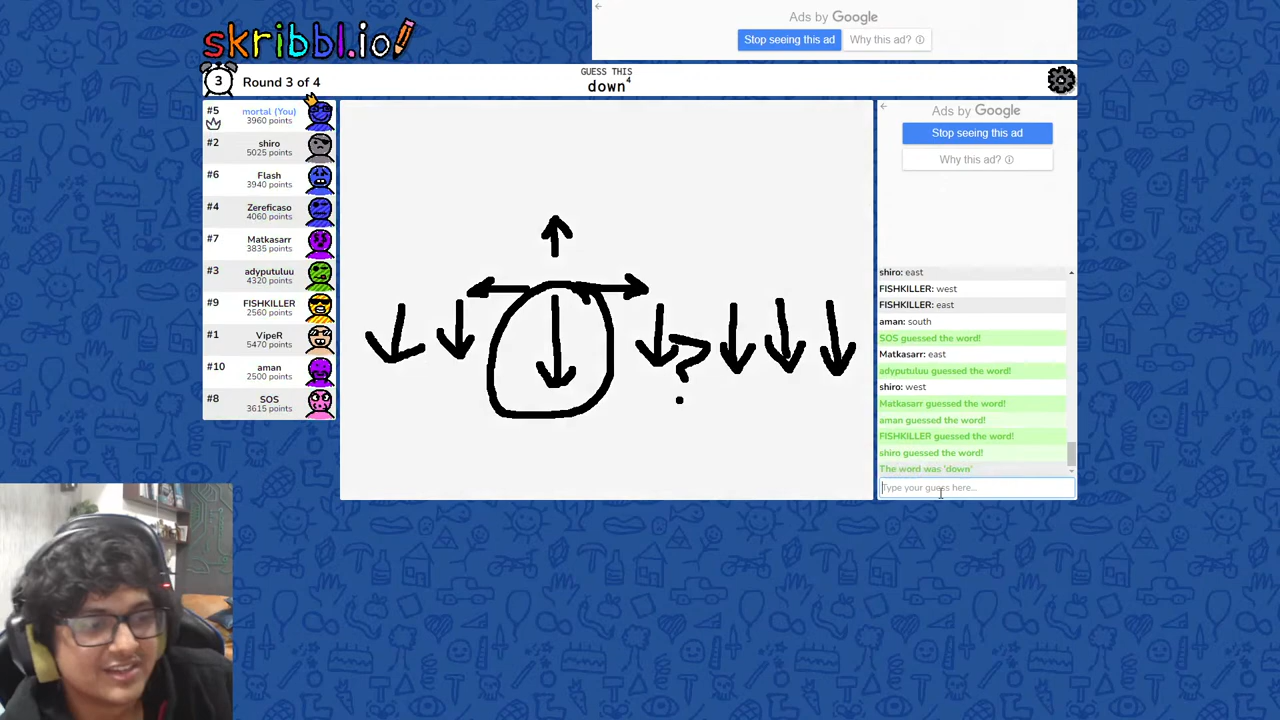 Ads by Google
Stop seeing this ad
Why this ad?
skribbl.io
3
Round 3 of 4
GUESS THIS
down4
#5
mortal (You)
3960 points
#2
shiro
5025 points
#6
Flash
3940 points
#4
Zereficaso
4060 points
#7
Matkasarr
3835 points
#3
adyputuluu
4320 points
#9
FISHKILLER
2560 points
#1
VipeR
5470 points
#10
aman
2500 points
#8
SOS
3615 points
?
Ads by Google
Stop seeing this ad
Why this ad?
shiro: east
FISHKILLER: west
FISHKILLER: east
aman: south
SOS guessed the word!
Matkasarr: east
adyputuluu guessed the word!
shiro: west
Matkasarr guessed the word!
aman guessed the word!
FISHKILLER guessed the word!
shiro guessed the word!
The word was 'down'
Type your guess here...